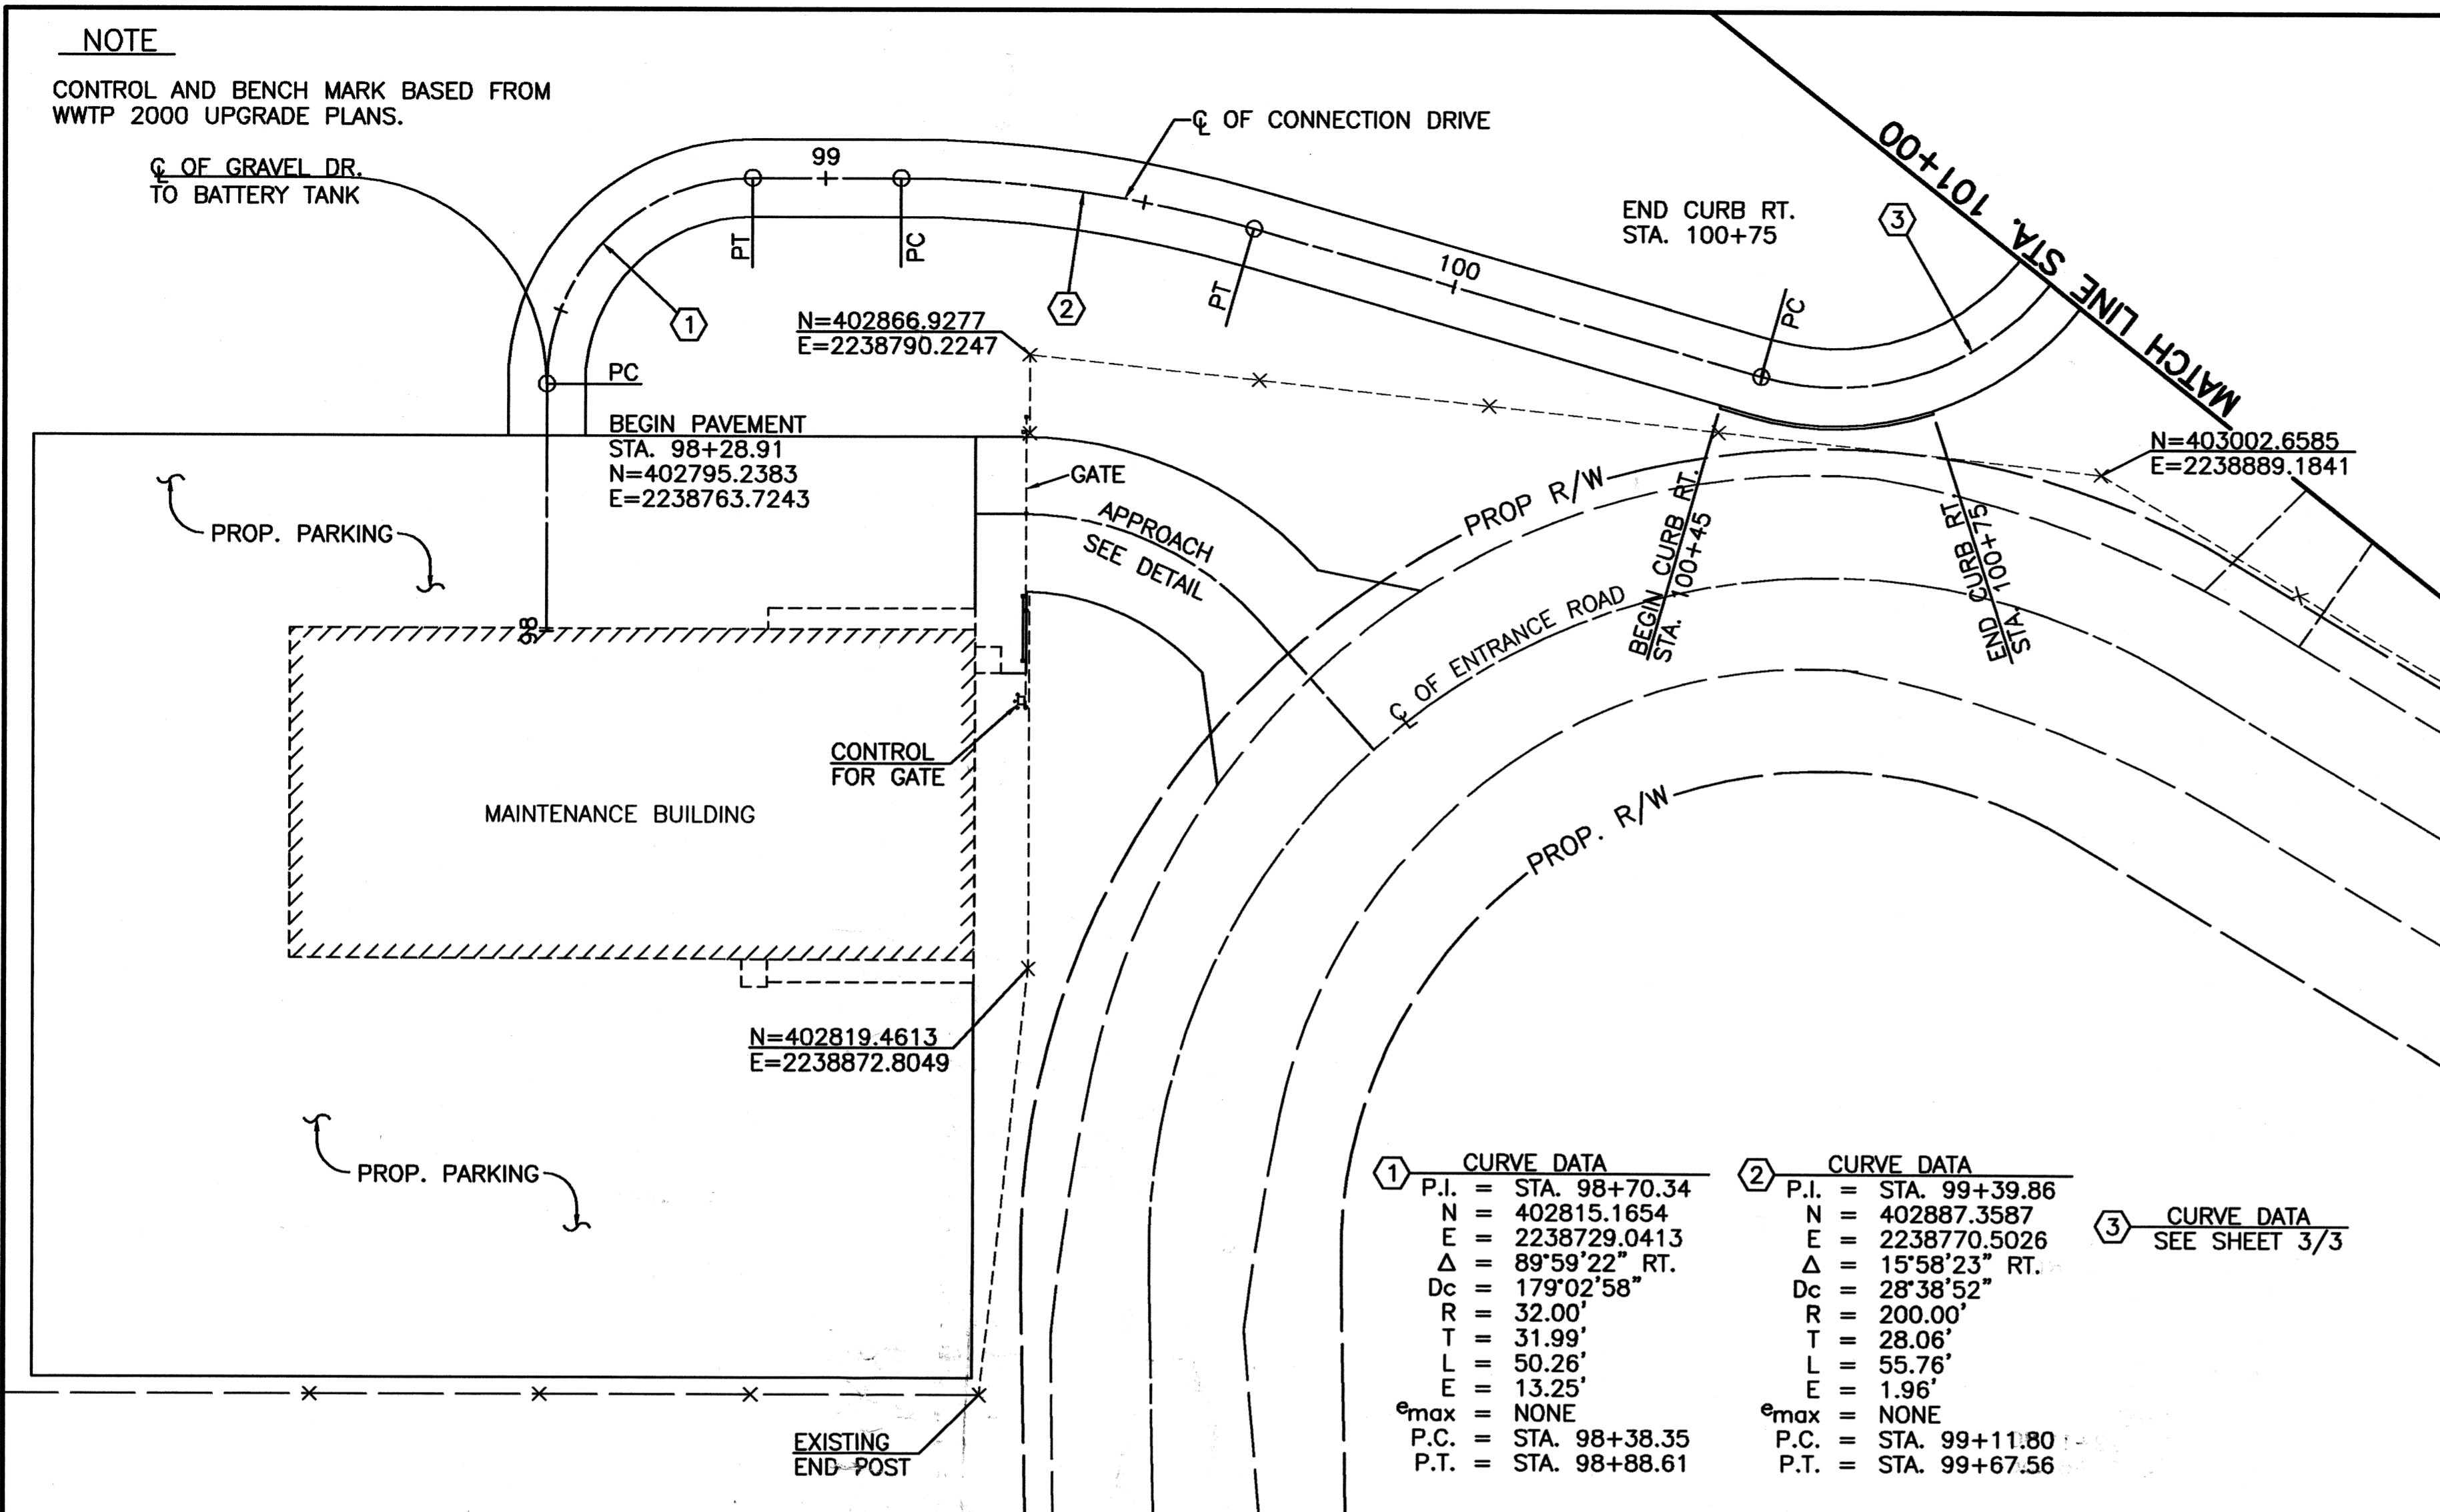 NOTE
CONTROL AND BENCH MARK BASED FROM
WWTP 2000 UPGRADE PLANS.
℄ OF GRAVEL DR.
TO BATTERY TANK
℄ OF CONNECTION DRIVE
99
PT
PC
1
2
PT
100
END CURB RT.
STA. 100+75
3
PC
MATCH LINE STA. 101+00
N=402866.9277
E=2238790.2247
PC
BEGIN PAVEMENT
STA. 98+28.91
N=402795.2383
E=2238763.7243
GATE
APPROACH
SEE DETAIL
PROP R/W
BEGIN CURB RT.
STA. 100+45
END CURB RT.
STA. 100+75
N=403002.6585
E=2238889.1841
PROP. PARKING
98
℄ OF ENTRANCE ROAD
CONTROL
FOR GATE
MAINTENANCE BUILDING
PROP. R/W
N=402819.4613
E=2238872.8049
PROP. PARKING
EXISTING
END POST
1 CURVE DATA
P.I. = STA. 98+70.34
N = 402815.1654
E = 2238729.0413
Δ = 89°59'22" RT.
Dc = 179°02'58"
R = 32.00'
T = 31.99'
L = 50.26'
E = 13.25'
emax = NONE
P.C. = STA. 98+38.35
P.T. = STA. 98+88.61
2 CURVE DATA
P.I. = STA. 99+39.86
N = 402887.3587
E = 2238770.5026
Δ = 15°58'23" RT.
Dc = 28°38'52"
R = 200.00'
T = 28.06'
L = 55.76'
E = 1.96'
emax = NONE
P.C. = STA. 99+11.80
P.T. = STA. 99+67.56
3 CURVE DATA
SEE SHEET 3/3